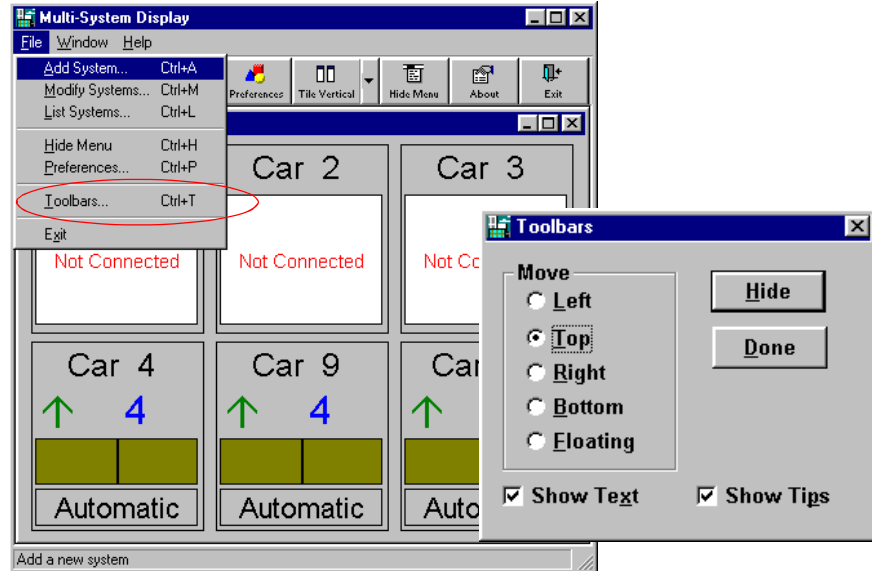 Multi-System Display
File Window Help
Add System... Ctrl+A
Modify Systems... Ctrl+M
List Systems... Ctrl+L
Hide Menu Ctrl+H
Preferences... Ctrl+P
Toolbars... Ctrl+T
Exit
Preferences Tile Vertical Hide Menu About Exit
Car 2 Car 3
Not Connected Not Connected Not
Car 4 Car 9 Car
4 4
Automatic Automatic
Add a new system
Toolbars
Move
Left
Top
Right
Bottom
Floating
Hide
Done
Show Text Show Tips